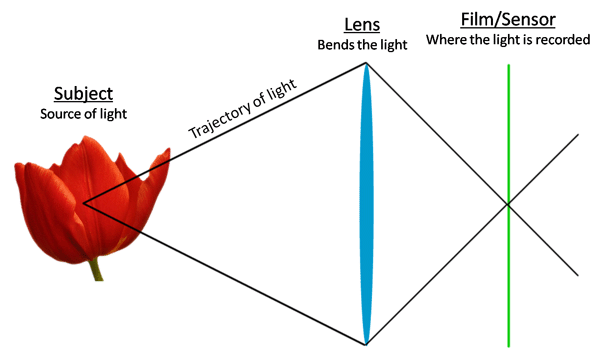 Subject
Source of light
Trajectory of light
Lens
Bends the light
Film/Sensor
Where the light is recorded